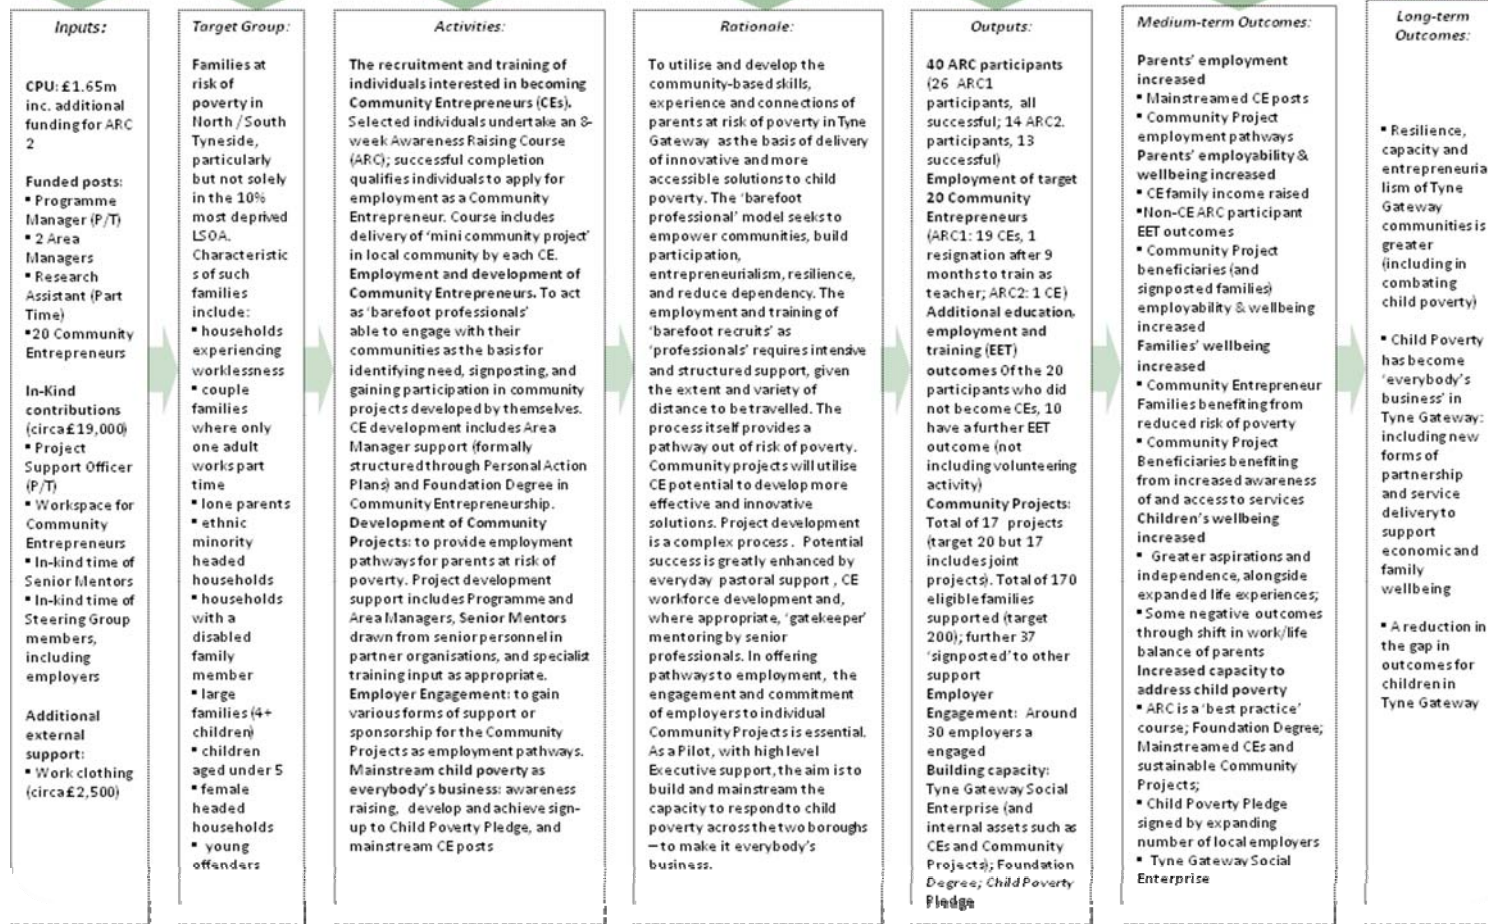 Inputs:
CPU: £1.65m
inc. additional
funding for ARC
2
Funded posts:
▪ Programme
Manager (P/T)
▪ 2 Area
Managers
▪ Research
Assistant (Part
Time)
▪20 Community
Entrepreneurs
In-Kind
contributions
(circa £19,000)
▪ Project
Support Officer
(P/T)
▪ Workspace for
Community
Entrepreneurs
▪ In-kind time of
Senior Mentors
▪ In-kind time of
Steering Group
members,
including
employers
Additional
external
support:
▪ Work clothing
(circa £2,500)
Target Group:
Families at
risk of
poverty in
North / South
Tyneside,
particularly
but not solely
in the 10%
most deprived
LSOA.
Characteristic
s of such
families
include:
▪ households
experiencing
worklessness
▪ couple
families
where only
one adult
works part
time
▪ lone parents
▪ ethnic
minority
headed
households
▪ households
with a
disabled
family
member
▪ large
families (4+
children)
▪ children
aged under 5
▪ female
headed
households
▪ young
offenders
Activities:
The recruitment and training of
individuals interested in becoming
Community Entrepreneurs (CEs).
Selected individuals undertake an 8-
week Awareness Raising Course
(ARC); successful completion
qualifies individuals to apply for
employment as a Community
Entrepreneur. Course includes
delivery of 'mini community project'
in local community by each CE.
Employment and development of
Community Entrepreneurs. To act
as 'barefoot professionals'
able to engage with their
communities as the basis for
identifying need, signposting, and
gaining participation in community
projects developed by themselves.
CE development includes Area
Manager support (formally
structured through Personal Action
Plans) and Foundation Degree in
Community Entrepreneurship.
Development of Community
Projects: to provide employment
pathways for parents at risk of
poverty. Project development
support includes Programme and
Area Managers, Senior Mentors
drawn from senior personnel in
partner organisations, and specialist
training input as appropriate.
Employer Engagement: to gain
various forms of support or
sponsorship for the Community
Projects as employment pathways.
Mainstream child poverty as
everybody's business: awareness
raising, develop and achieve sign-
up to Child Poverty Pledge, and
mainstream CE posts
Rationale:
To utilise and develop the
community-based skills,
experience and connections of
parents at risk of poverty in Tyne
Gateway as the basis of delivery
of innovative and more
accessible solutions to child
poverty. The 'barefoot
professional' model seeks to
empower communities, build
participation,
entrepreneurialism, resilience,
and reduce dependency. The
employment and training of
'barefoot recruits' as
'professionals' requires intensive
and structured support, given
the extent and variety of
distance to be travelled. The
process itself provides a
pathway out of risk of poverty.
Community projects will utilise
CE potential to develop more
effective and innovative
solutions. Project development
is a complex process. Potential
success is greatly enhanced by
everyday pastoral support , CE
workforce development and,
where appropriate, 'gatekeeper'
mentoring by senior
professionals. In offering
pathways to employment, the
engagement and commitment
of employers to individual
Community Projects is essential.
As a Pilot, with high level
Executive support, the aim is to
build and mainstream the
capacity to respond to child
poverty across the two boroughs
– to make it everybody's
business.
Outputs:
40 ARC participants
(26 ARC1
participants, all
successful; 14 ARC2.
participants, 13
successful)
Employment of target
20 Community
Entrepreneurs
(ARC1: 19 CEs, 1
resignation after 9
months to train as
teacher; ARC2: 1 CE)
Additional education,
employment and
training (EET)
outcomes Of the 20
participants who did
not become CEs, 10
have a further EET
outcome (not
including volunteering
activity)
Community Projects:
Total of 17 projects
(target 20 but 17
includes joint
projects). Total of 170
eligible families
supported (target
200); further 37
'signposted' to other
support
Employer
Engagement: Around
30 employers a
engaged
Building capacity:
Tyne Gateway Social
Enterprise (and
internal assets such as
CEs and Community
Projects); Foundation
Degree; Child Poverty
Pledge
Medium-term Outcomes:
Parents' employment
increased
▪ Mainstreamed CE posts
▪ Community Project
employment pathways
Parents' employability &
wellbeing increased
▪ CE family income raised
▪Non-CE ARC participant
EET outcomes
▪ Community Project
beneficiaries (and
signposted families)
employability & wellbeing
increased
Families' wellbeing
increased
▪ Community Entrepreneur
Families benefiting from
reduced risk of poverty
▪ Community Project
Beneficiaries benefiting
from increased awareness
of and access to services
Children's wellbeing
increased
▪ Greater aspirations and
independence, alongside
expanded life experiences;
▪Some negative outcomes
through shift in work/life
balance of parents
Increased capacity to
address child poverty
▪ ARC is a 'best practice'
course; Foundation Degree;
Mainstreamed CEs and
sustainable Community
Projects;
▪ Child Poverty Pledge
signed by expanding
number of local employers
▪ Tyne Gateway Social
Enterprise
Long-term
Outcomes:
▪ Resilience,
capacity and
entrepreneuria
lism of Tyne
Gateway
communities is
greater
(including in
combating
child poverty)
▪ Child Poverty
has become
'everybody's
business' in
Tyne Gateway:
including new
forms of
partnership
and service
delivery to
support
economic and
family
wellbeing
▪ A reduction in
the gap in
outcomes for
children in
Tyne Gateway